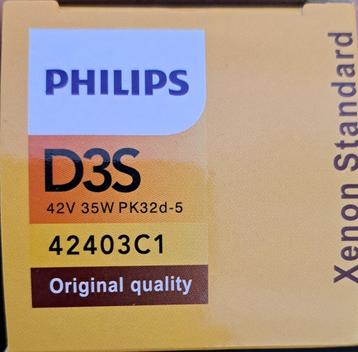 PHILIPS
D3S
42V 35W PK32d-5
42403C1
Original quality
Xenon Standard